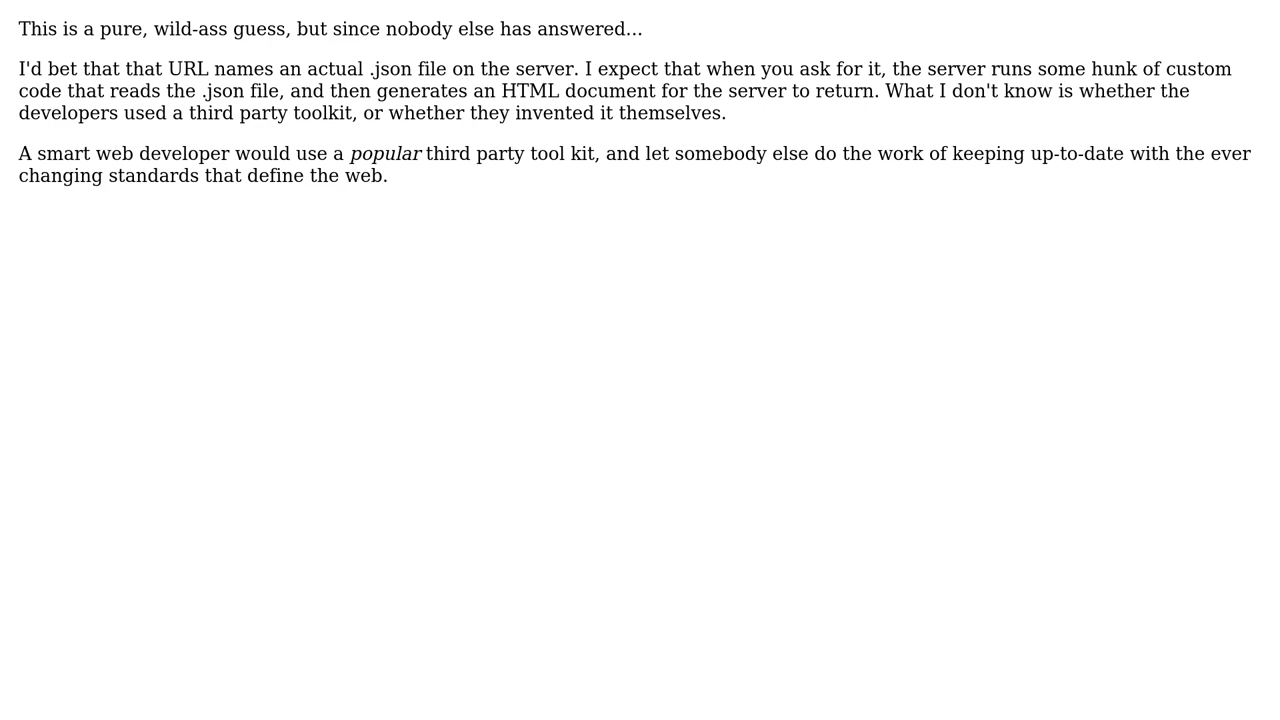 This is a pure, wild-ass guess, but since nobody else has answered...
I'd bet that that URL names an actual .json file on the server. I expect that when you ask for it, the server runs some hunk of custom
code that reads the .json file, and then generates an HTML document for the server to return. What I don't know is whether the
developers used a third party toolkit, or whether they invented it themselves.
A smart web developer would use a popular third party tool kit, and let somebody else do the work of keeping up-to-date with the ever
changing standards that define the web.